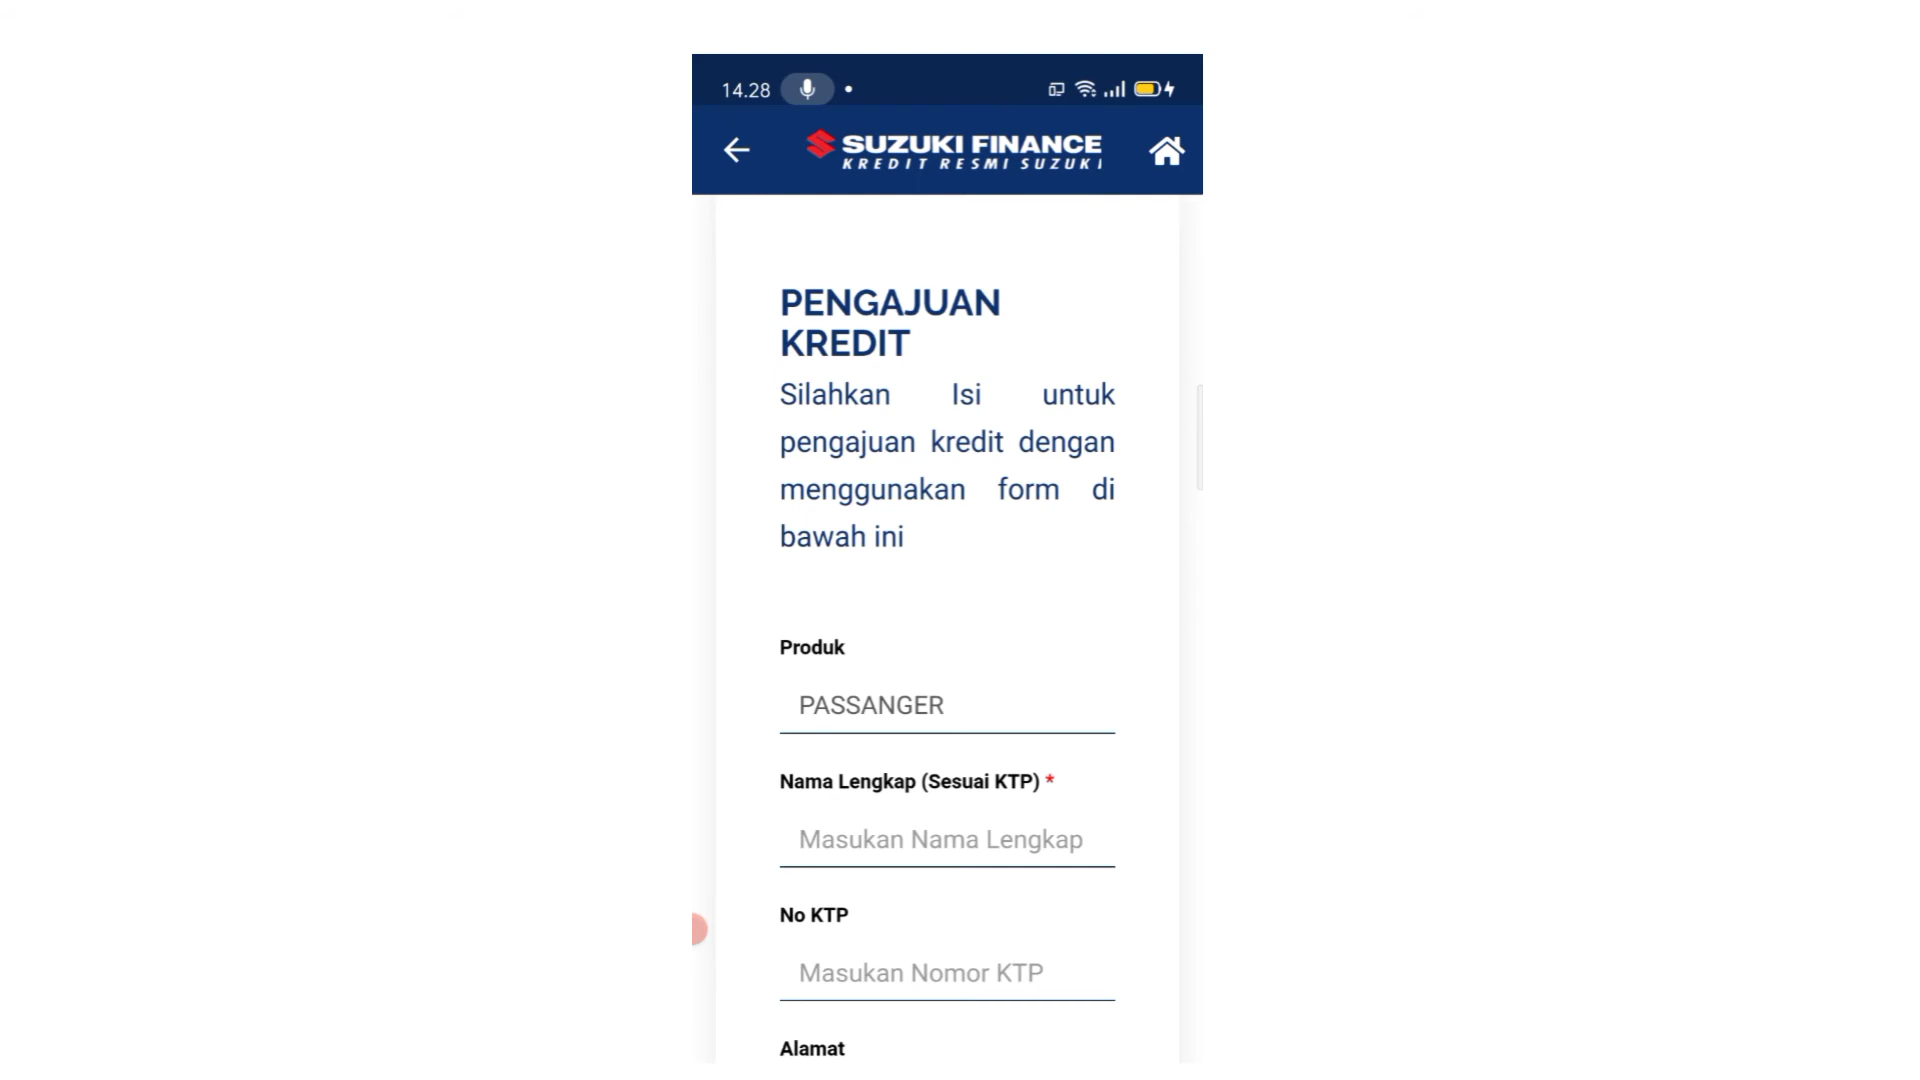 14.28
SUZUKI FINANCE
KREDIT RESMI SUZUKI
PENGAJUAN
KREDIT
Silahkan Isi untuk
pengajuan kredit dengan
menggunakan form di
bawah ini
Produk
PASSANGER
Nama Lengkap (Sesuai KTP) *
Masukan Nama Lengkap
No KTP
Masukan Nomor KTP
Alamat